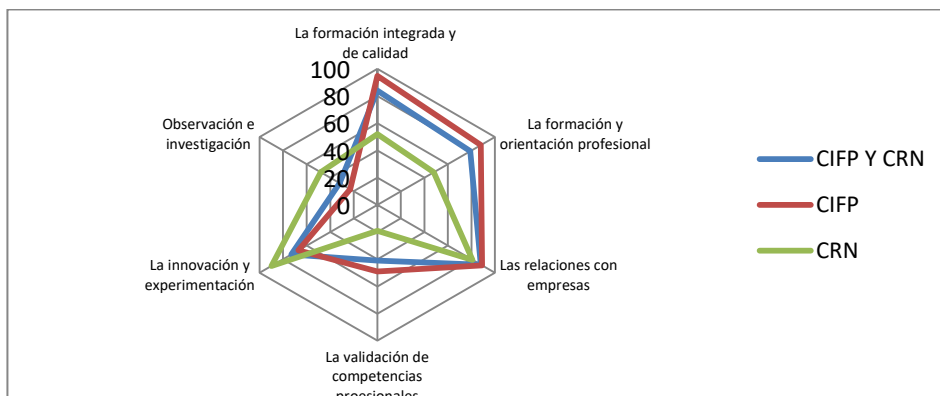 La formación integrada y
de calidad
100
80
60
40
20
0
Observación e
investigación
La formación y
orientación profesional
La innovación y
experimentación
Las relaciones con
empresas
La validación de
competencias
proesionales
CIFP Y CRN
CIFP
CRN